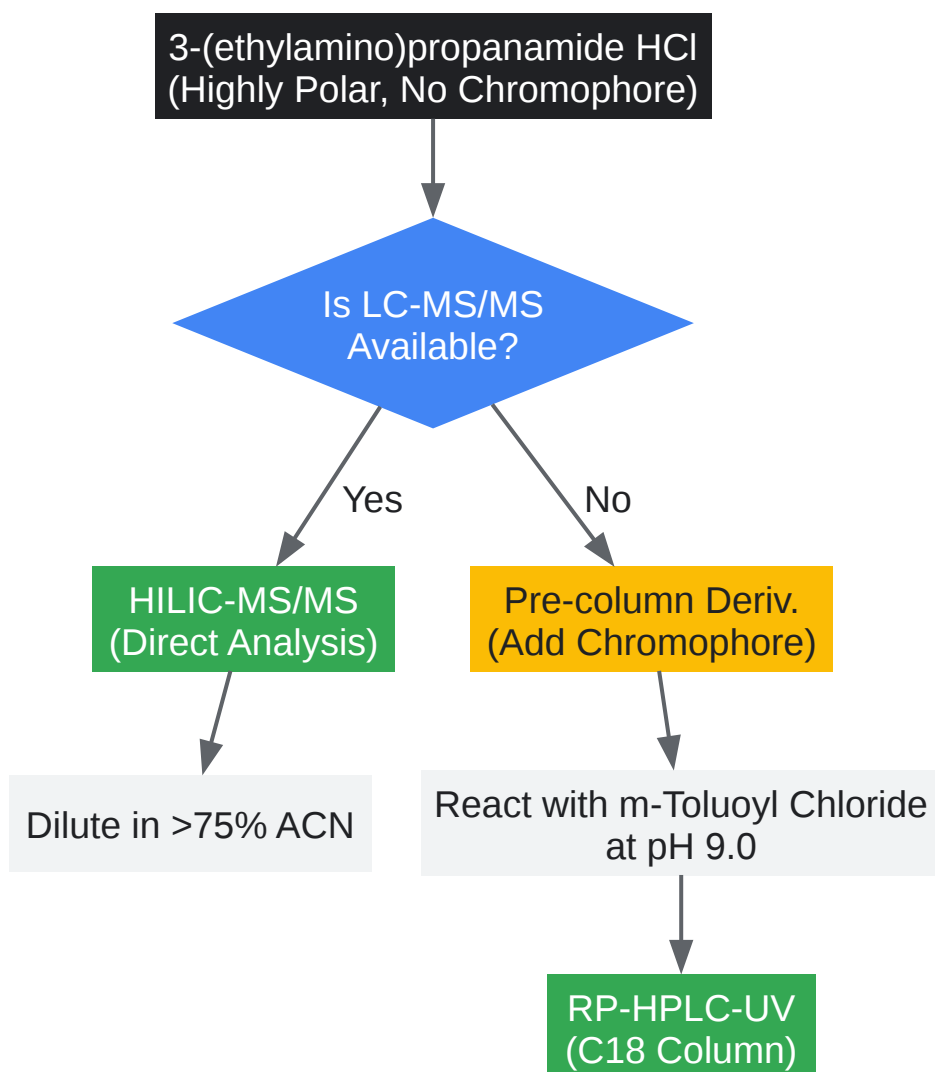 3-(ethylamino)propanamide HCl
(Highly Polar, No Chromophore)
Is LC-MS/MS
Available?
Yes
No
HILIC-MS/MS
(Direct Analysis)
Pre-column Deriv.
(Add Chromophore)
Dilute in >75% ACN
React with m-Toluoyl Chloride
at pH 9.0
RP-HPLC-UV
(C18 Column)